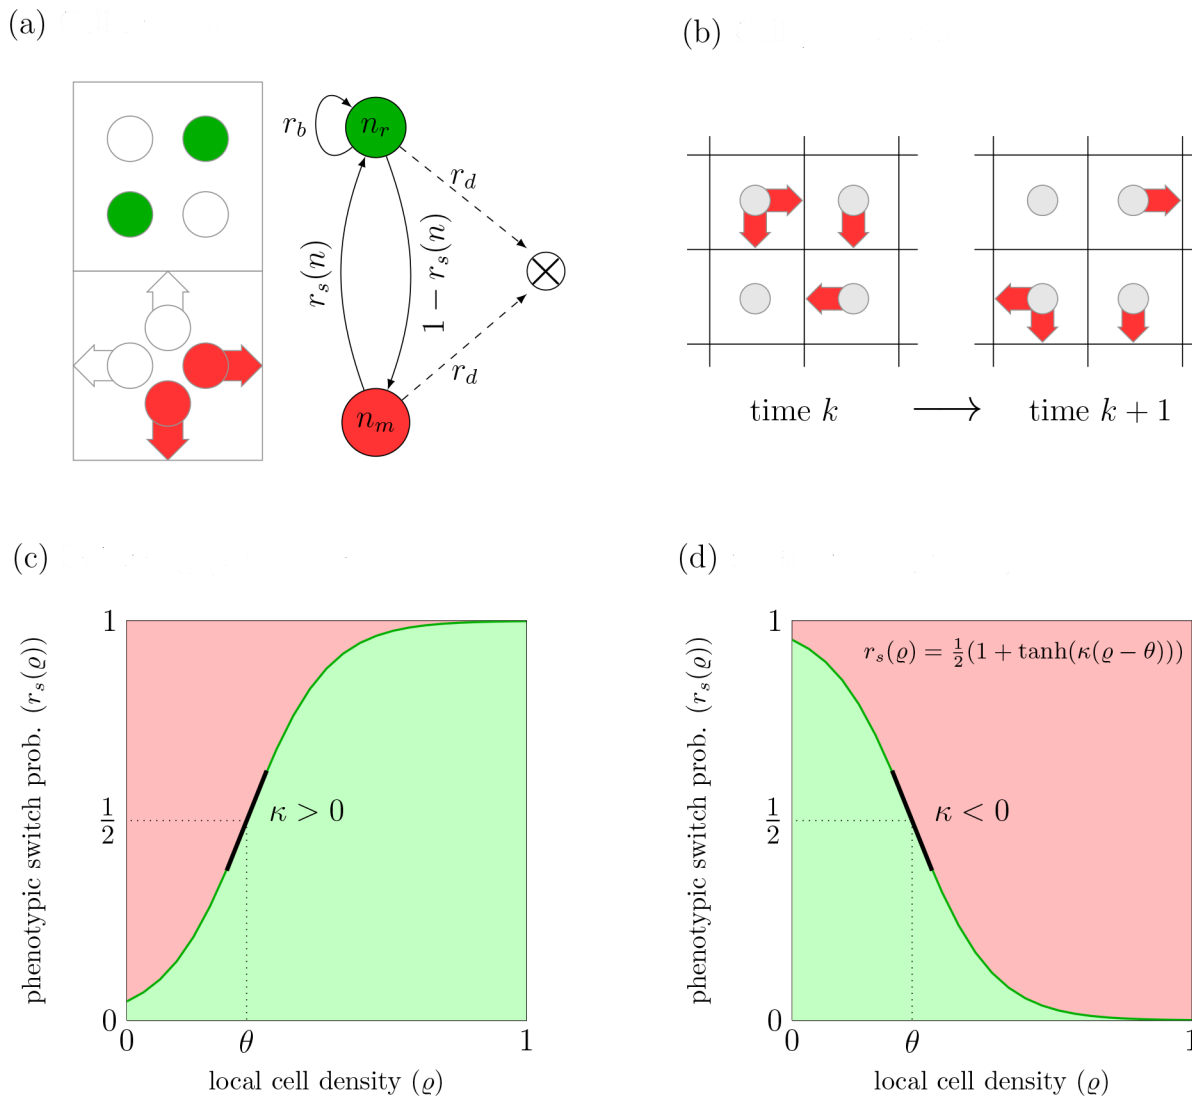 (a)
r_b
n_r
r_d
r_s(n)
1 − r_s(n)
r_d
n_m
(b)
time k ⟶ time k + 1
(c)
phenotypic switch prob. (r_s(ϱ))
1
1/2
0
κ > 0
0 θ 1
local cell density (ϱ)
(d)
phenotypic switch prob. (r_s(ϱ))
1
r_s(ϱ) = 1/2(1 + tanh(κ(ϱ − θ)))
1/2
0
κ < 0
0 θ 1
local cell density (ϱ)